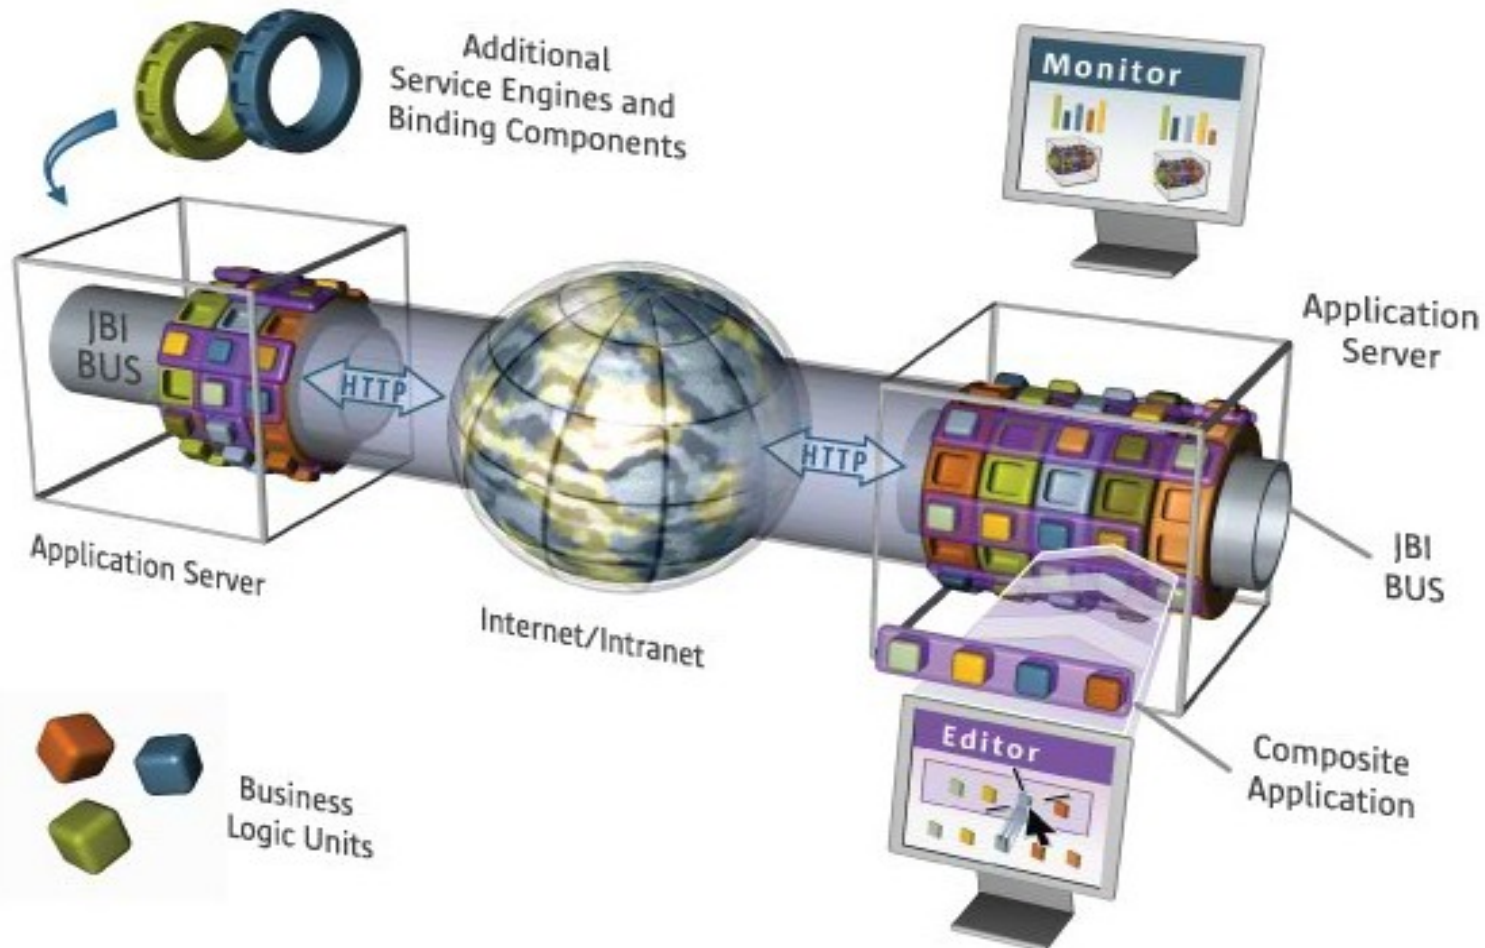 Additional
Service Engines and
Binding Components
Monitor
JBI
BUS
HTTP
HTTP
Application
Server
Application Server
Internet/Intranet
JBI
BUS
Editor
Composite
Application
Business
Logic Units